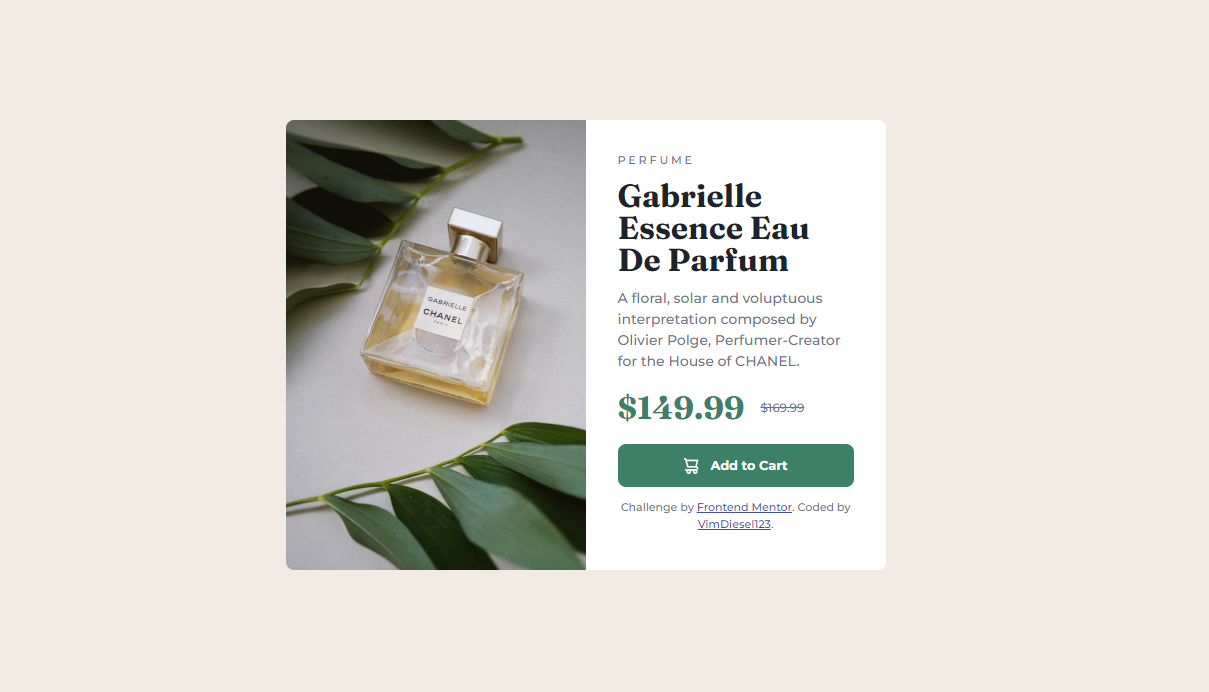 GABRIELLE
CHANEL
PARIS
PERFUME
Gabrielle
Essence Eau
De Parfum
A floral, solar and voluptuous
interpretation composed by
Olivier Polge, Perfumer-Creator
for the House of CHANEL.
$149.99 $169.99
Add to Cart
Challenge by Frontend Mentor. Coded by
VimDiesel123.